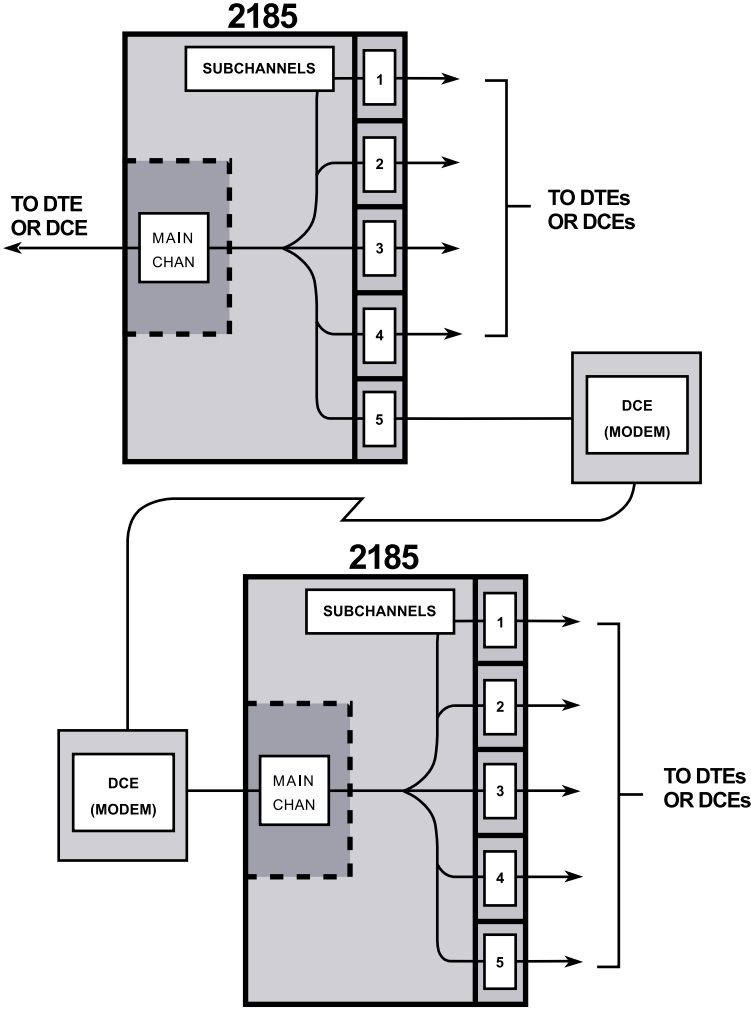 2185
SUBCHANNELS
1
2
TO DTE
OR DCE
TO DTEs
OR DCEs
MAIN
CHAN
3
4
5
DCE
(MODEM)
2185
SUBCHANNELS
1
2
DCE
(MODEM)
MAIN
CHAN
3
TO DTEs
OR DCEs
4
5